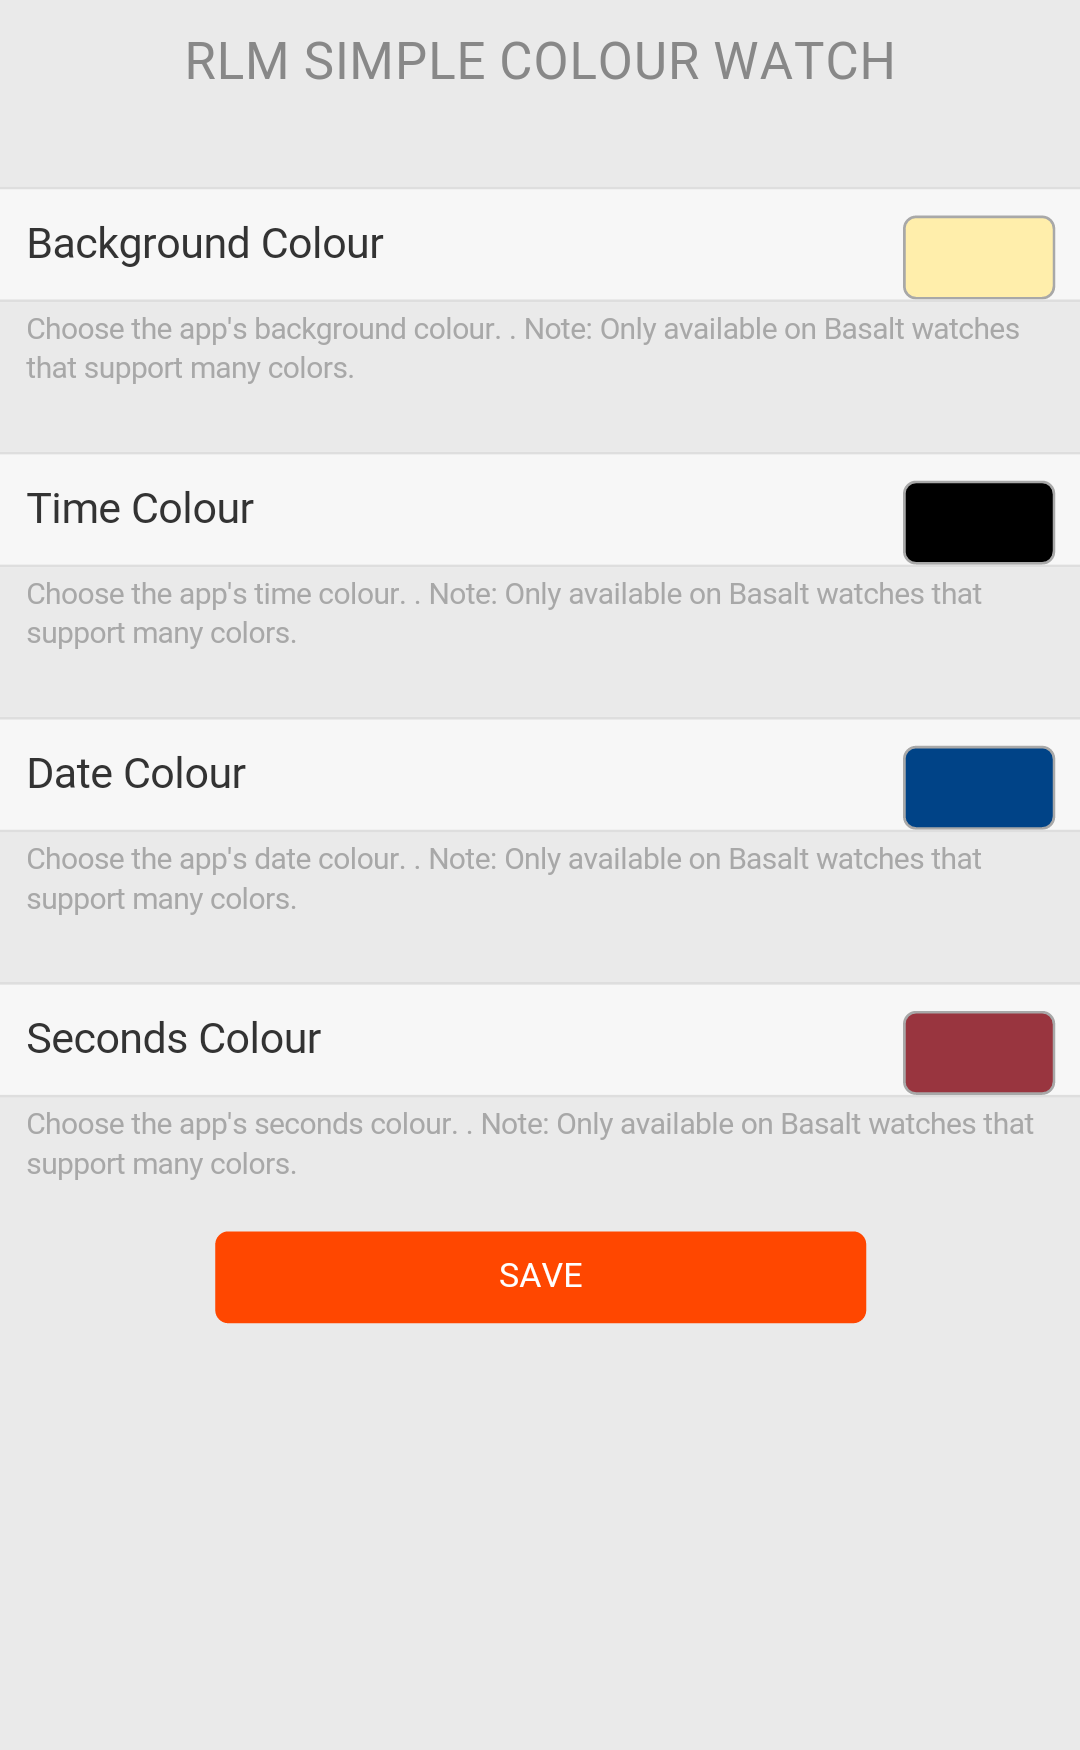 RLM SIMPLE COLOUR WATCH
Background Colour
Choose the app's background colour. . Note: Only available on Basalt watches
that support many colors.
Time Colour
Choose the app's time colour. . Note: Only available on Basalt watches that
support many colors.
Date Colour
Choose the app's date colour. . Note: Only available on Basalt watches that
support many colors.
Seconds Colour
Choose the app's seconds colour. . Note: Only available on Basalt watches that
support many colors.
SAVE